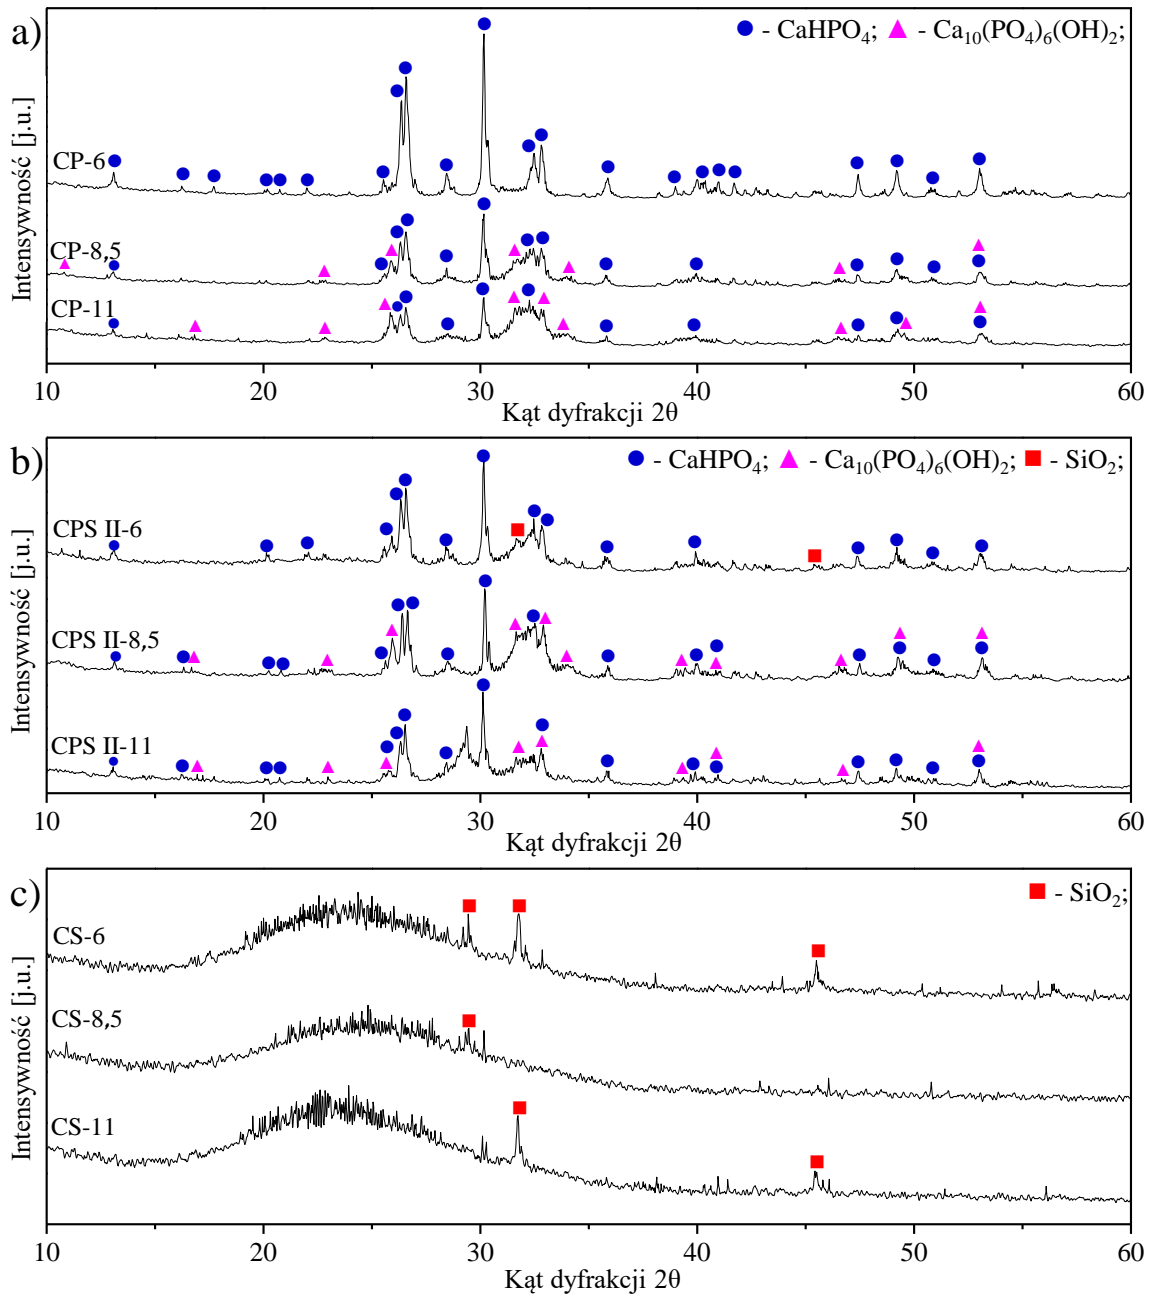 a)
● - CaHPO₄; ▲ - Ca₁₀(PO₄)₆(OH)₂;
Intensywność [j.u.]
CP-6
CP-8,5
CP-11
10 20 30 40 50 60
Kąt dyfrakcji 2θ
b)
● - CaHPO₄; ▲ - Ca₁₀(PO₄)₆(OH)₂; ■ - SiO₂;
Intensywność [j.u.]
CPS II-6
CPS II-8,5
CPS II-11
10 20 30 40 50 60
Kąt dyfrakcji 2θ
c)
■ - SiO₂;
Intensywność [j.u.]
CS-6
CS-8,5
CS-11
10 20 30 40 50 60
Kąt dyfrakcji 2θ